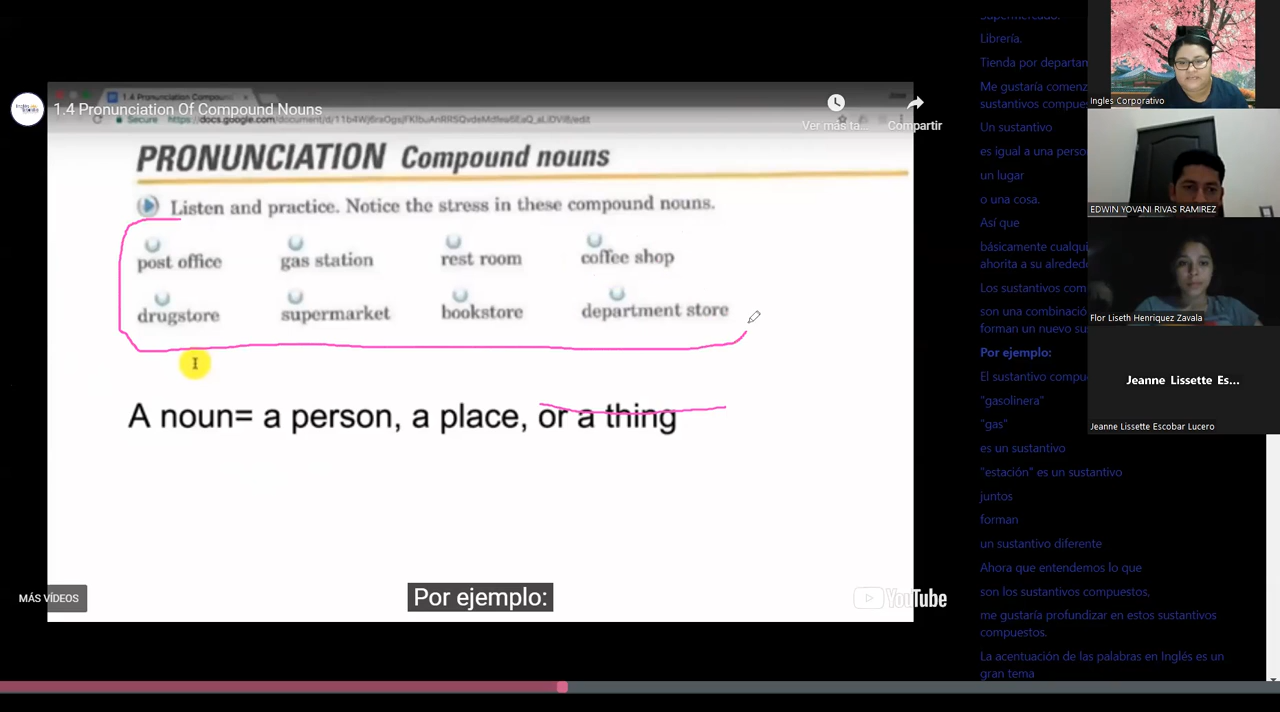 1.4 Pronunciation Of Compound Nouns
Ver más ta...
Compartir
PRONUNCIATION Compound nouns
Listen and practice. Notice the stress in these compound nouns.
post office gas station rest room coffee shop
drugstore supermarket bookstore department store
A noun= a person, a place, or a thing
Por ejemplo:
MÁS VÍDEOS
YouTube
Supermercado.
Librería.
Tienda por departam
Me gustaría comenz
sustantivos compues
Un sustantivo
es igual a una perso
un lugar
o una cosa.
Así que
básicamente cualqui
ahorita a su alrededo
Los sustantivos com
son una combinació
forman un nuevo sus
Por ejemplo:
El sustantivo compu
"gasolinera"
"gas"
es un sustantivo
"estación" es un sustantivo
juntos
forman
un sustantivo diferente
Ahora que entendemos lo que
son los sustantivos compuestos,
me gustaría profundizar en estos sustantivos
compuestos.
La acentuación de las palabras en Inglés es un
gran tema
Ingles Corporativo
EDWIN YOVANI RIVAS RAMIREZ
Flor Liseth Henriquez Zavala
Jeanne Lissette Es...
Jeanne Lissette Escobar Lucero